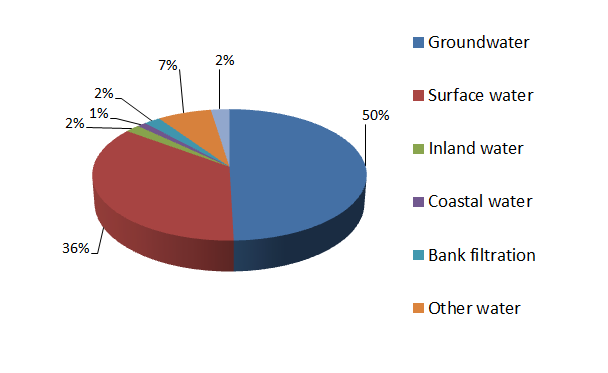 2%
7%
2%
1%
2%
50%
36%
Groundwater
Surface water
Inland water
Coastal water
Bank filtration
Other water